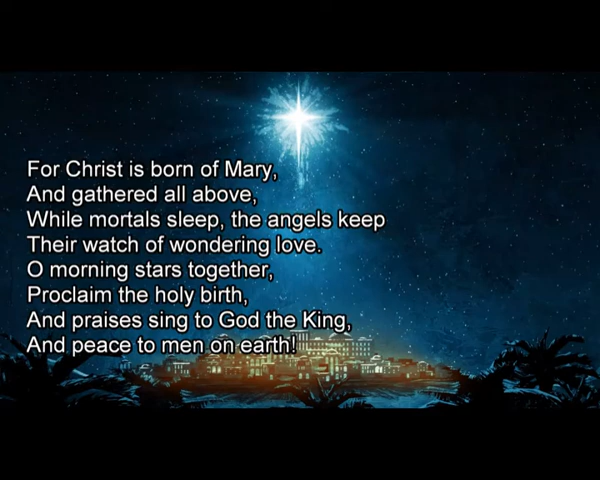 For Christ is born of Mary,
And gathered all above,
While mortals sleep, the angels keep
Their watch of wondering love.
O morning stars together,
Proclaim the holy birth,
And praises sing to God the King,
And peace to men on earth!